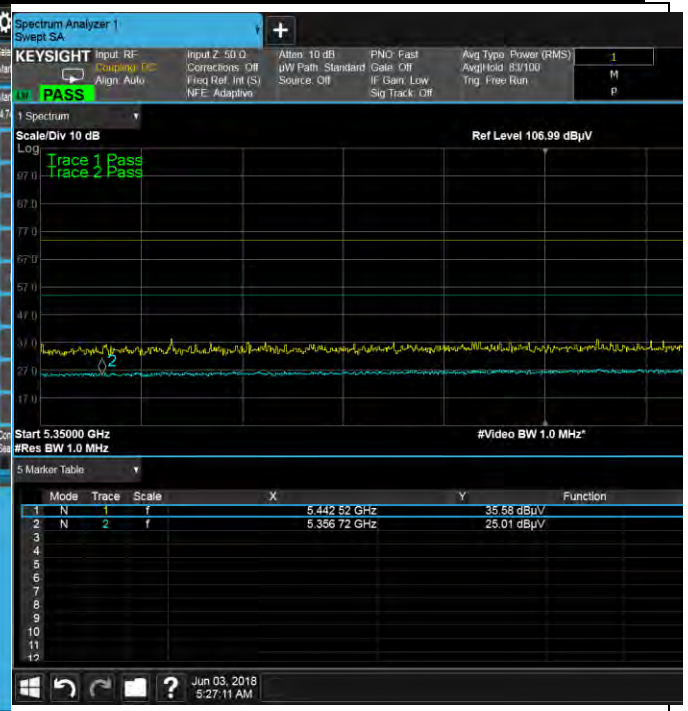 Spectrum Analyzer 1
Swept SA
+
KEYSIGHT Input: RF Input Z: 50 Ω Atten: 10 dB PNO: Fast Avg Type: Power (RMS) 1
Coupling: DC Corrections: Off µW Path: Standard Gate: Off Avg|Hold: 83/100 M
Align: Auto Freq Ref: Int (S) Source: Off IF Gain: Low Trig: Free Run P
PASS NFE: Adaptive Sig Track: Off
1 Spectrum
Scale/Div 10 dB Ref Level 106.99 dBµV
Log
Trace 1 Pass
Trace 2 Pass
97.0
87.0
77.0
67.0
57.0
47.0
37.0
2
27.0
17.0
Start 5.35000 GHz #Video BW 1.0 MHz*
#Res BW 1.0 MHz
5 Marker Table
Mode Trace Scale X Y Function
1 N 1 f 5.442 52 GHz 35.58 dBµV
2 N 2 f 5.356 72 GHz 25.01 dBµV
3
4
5
6
7
8
9
10
11
12
? Jun 03, 2018
5:27:11 AM